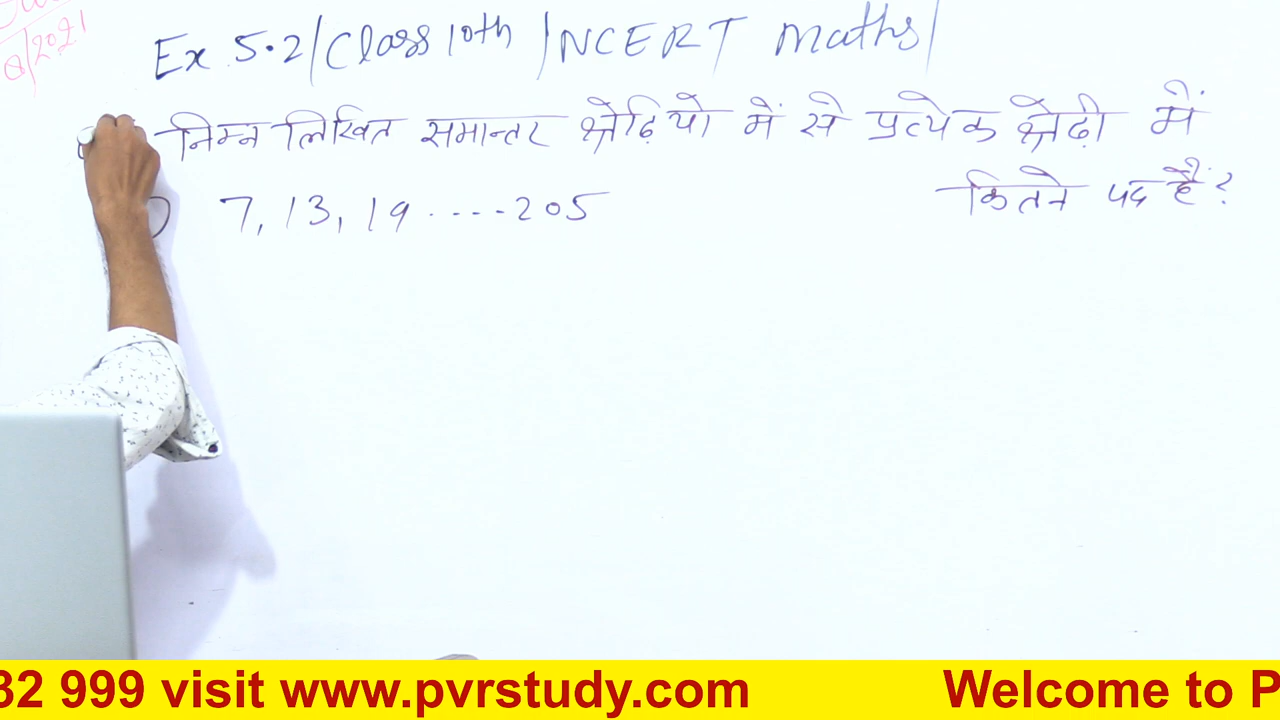 2021
Ex 5.2/Class 10th/NCERT Maths/
निम्न लिखित समान्तर श्रेढ़ियो में से प्रत्येक श्रेढ़ी में
कितने पद हैं?
7, 13, 19 ..... 205
32 999 visit www.pvrstudy.com Welcome to P